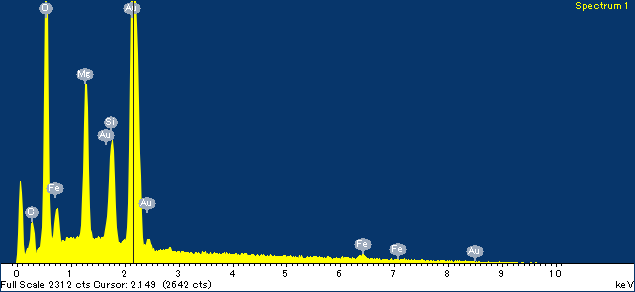 Spectrum 1
O
Au
Mg
Si
Au
Fe
C
Au
Fe
Fe
Au
0 1 2 3 4 5 6 7 8 9 10
Full Scale 2312 cts Cursor: 2.149 (2642 cts) keV